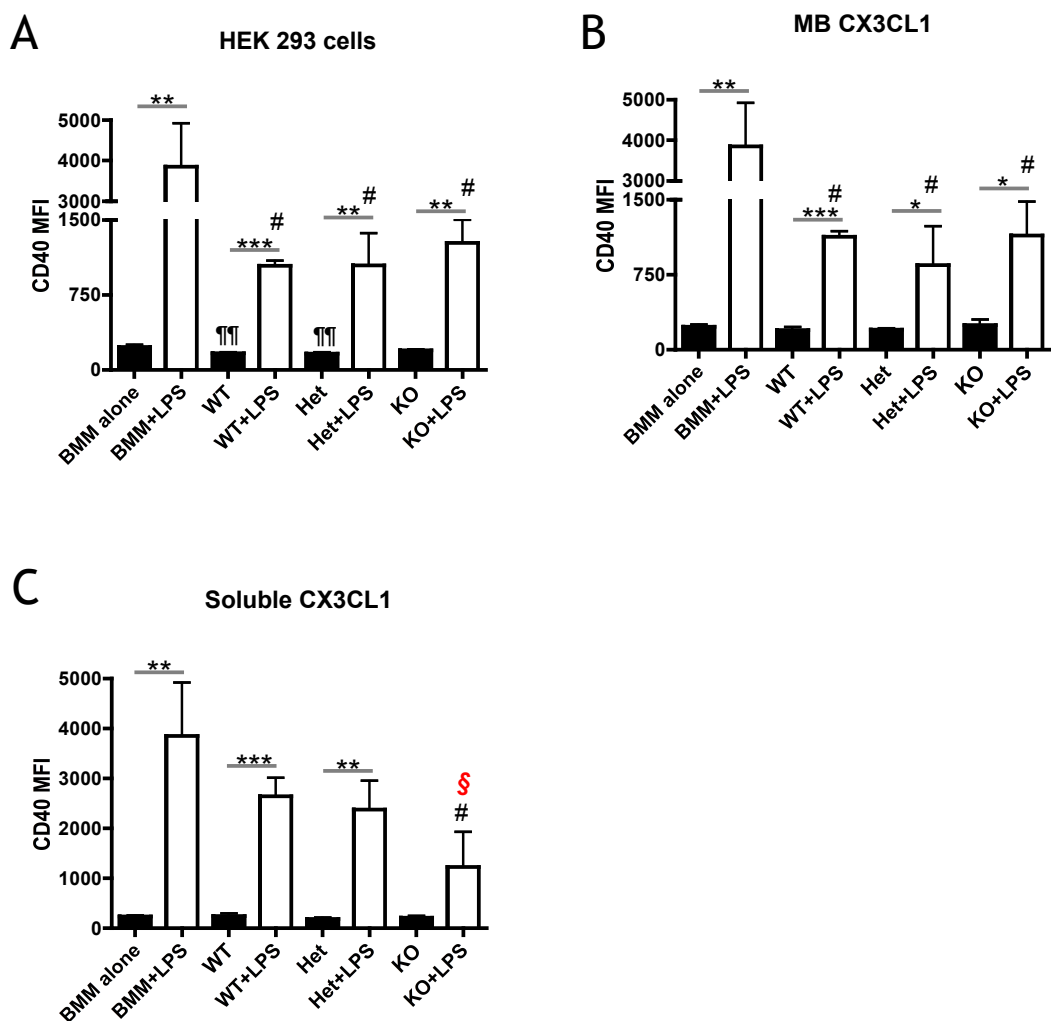 A
HEK 293 cells
CD40 MFI
5000
4000
3000
1500
750
0
**
¶¶
***
#
¶¶
**
#
**
#
BMM alone
BMM+LPS
WT
WT+LPS
Het
Het+LPS
KO
KO+LPS
B
MB CX3CL1
CD40 MFI
5000
4000
3000
1500
750
0
**
***
#
*
#
*
#
BMM alone
BMM+LPS
WT
WT+LPS
Het
Het+LPS
KO
KO+LPS
C
Soluble CX3CL1
CD40 MFI
5000
4000
3000
2000
1000
0
**
***
**
§
#
BMM alone
BMM+LPS
WT
WT+LPS
Het
Het+LPS
KO
KO+LPS